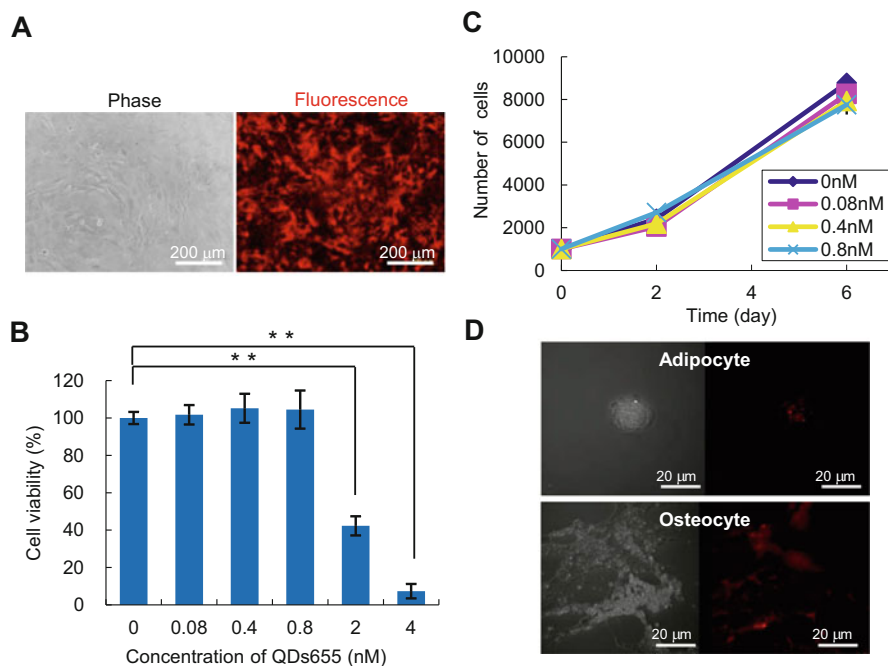 A
Phase
Fluorescence
200 μm
200 μm
B
* *
* *
120
100
80
60
40
20
0
Cell viability (%)
0 0.08 0.4 0.8 2 4
Concentration of QDs655 (nM)
C
10000
8000
6000
4000
2000
0
Number of cells
0nM
0.08nM
0.4nM
0.8nM
0 2 4 6
Time (day)
D
Adipocyte
20 μm
20 μm
Osteocyte
20 μm
20 μm